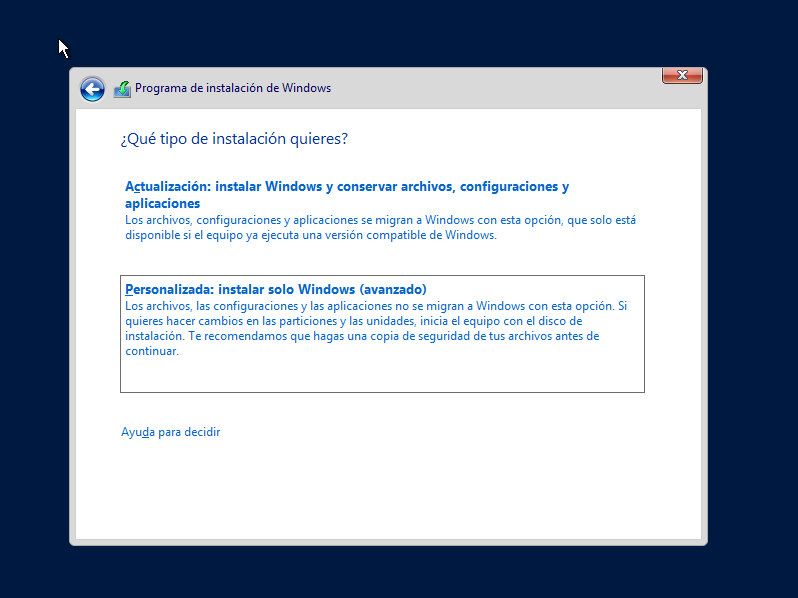 Programa de instalación de Windows
¿Qué tipo de instalación quieres?
Actualización: instalar Windows y conservar archivos, configuraciones y
aplicaciones
Los archivos, configuraciones y aplicaciones se migran a Windows con esta opción, que solo está
disponible si el equipo ya ejecuta una versión compatible de Windows.
Personalizada: instalar solo Windows (avanzado)
Los archivos, las configuraciones y las aplicaciones no se migran a Windows con esta opción. Si
quieres hacer cambios en las particiones y las unidades, inicia el equipo con el disco de
instalación. Te recomendamos que hagas una copia de seguridad de tus archivos antes de
continuar.
Ayuda para decidir